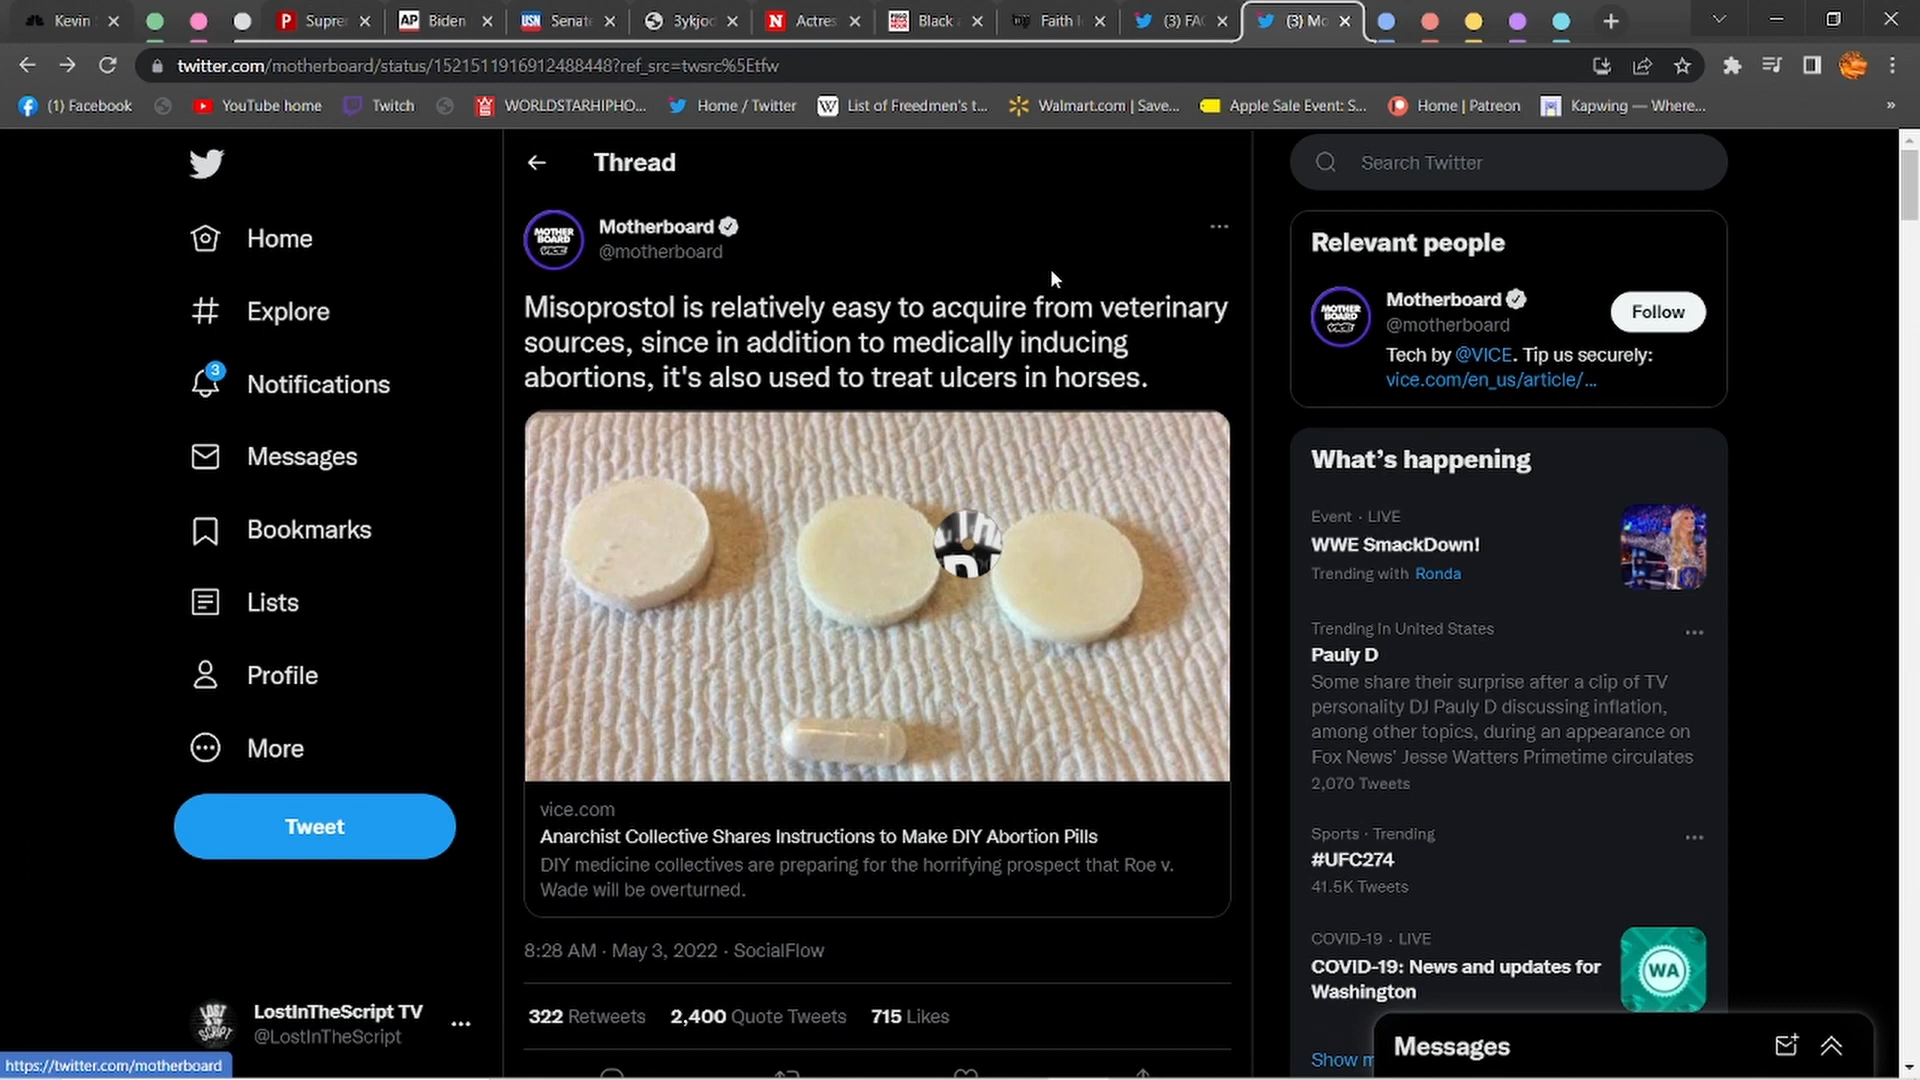 Kevin
Supre
AP Biden
USN Senate
3ykjoc
N Actres
Black
Faith I
(3) FA
(3) Mo
twitter.com/motherboard/status/1521511916912488448?ref_src=twsrc%5Etfw
(1) Facebook
YouTube home
Twitch
WORLDSTARHIPHO...
Home / Twitter
W List of Freedmen's t...
Walmart.com | Save...
Apple Sale Event: S...
Home | Patreon
Kapwing — Where...
»
Thread
Search Twitter
Home
Explore
3
Notifications
Messages
Bookmarks
Lists
Profile
More
Tweet
LostInTheScript TV
@LostInTheScript
https://twitter.com/motherboard
MOTHER
BOARD
VICE
Motherboard
@motherboard
Misoprostol is relatively easy to acquire from veterinary
sources, since in addition to medically inducing
abortions, it's also used to treat ulcers in horses.
vice.com
Anarchist Collective Shares Instructions to Make DIY Abortion Pills
DIY medicine collectives are preparing for the horrifying prospect that Roe v.
Wade will be overturned.
8:28 AM · May 3, 2022 · SocialFlow
322 Retweets 2,400 Quote Tweets 715 Likes
Relevant people
MOTHER
BOARD
VICE
Motherboard
@motherboard
Follow
Tech by @VICE. Tip us securely:
vice.com/en_us/article/...
What's happening
Event · LIVE
WWE SmackDown!
Trending with Ronda
Trending in United States
Pauly D
Some share their surprise after a clip of TV
personality DJ Pauly D discussing inflation,
among other topics, during an appearance on
Fox News' Jesse Watters Primetime circulates
2,070 Tweets
Sports · Trending
#UFC274
41.5K Tweets
COVID-19 · LIVE
COVID-19: News and updates for
Washington
WA
Show m
Messages